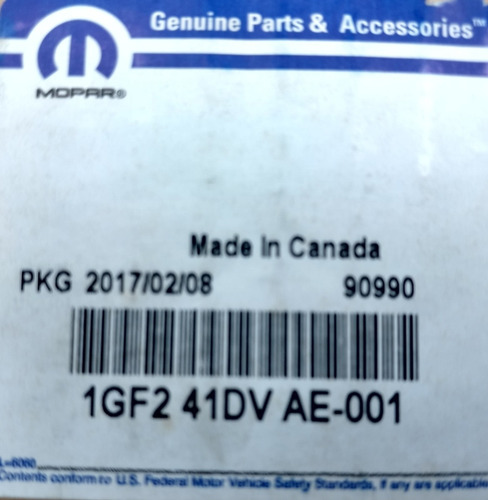 Genuine Parts & Accessories™
MOPAR®
Made In Canada
PKG 2017/02/08 90990
1GF2 41DV AE-001
L-6060
Contents conform to U.S. Federal Motor Vehicle Safety Standards, if any are applicable